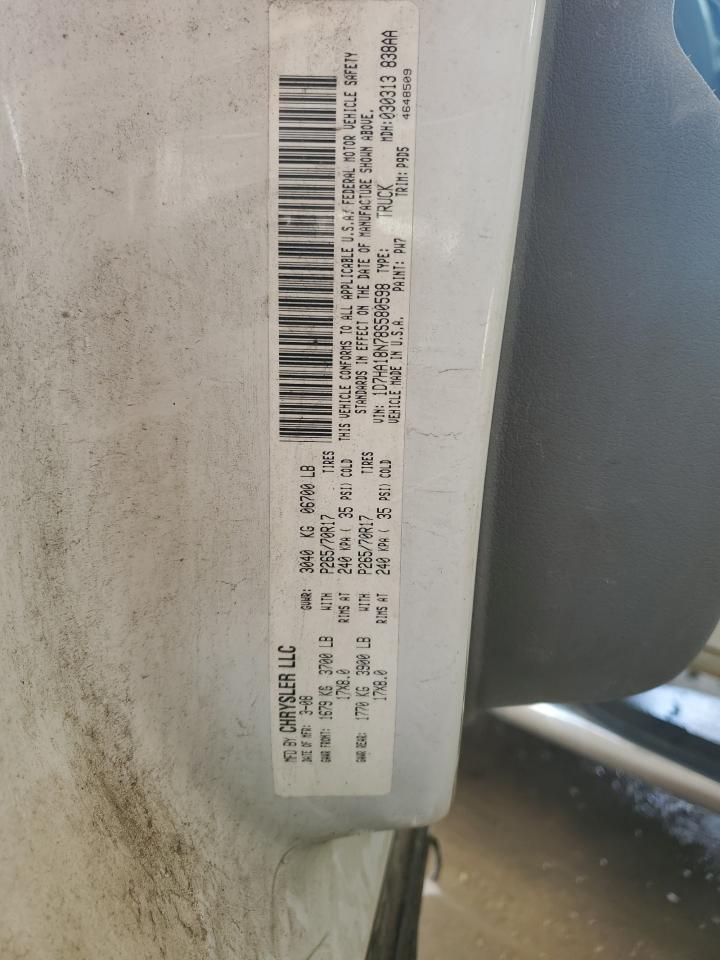 MFD BY CHRYSLER LLC
DATE OF MFR: 3-08
GVWR: 3040 KG 06700 LB
GAWR FRONT: 1679 KG 3700 LB
WITH P265/70R17 TIRES
17X8.0 RIMS AT 240 KPA ( 35 PSI) COLD
GAWR REAR: 1770 KG 3900 LB
WITH P265/70R17 TIRES
17X8.0 RIMS AT 240 KPA ( 35 PSI) COLD
THIS VEHICLE CONFORMS TO ALL APPLICABLE U.S.A. FEDERAL MOTOR VEHICLE SAFETY
STANDARDS IN EFFECT ON THE DATE OF MANUFACTURE SHOWN ABOVE.
VIN: 1D7HA18N78S580598 TYPE: TRUCK MDH:030313 838AA
VEHICLE MADE IN U.S.A. PAINT: PW7 TRIM: P9D5 4648509